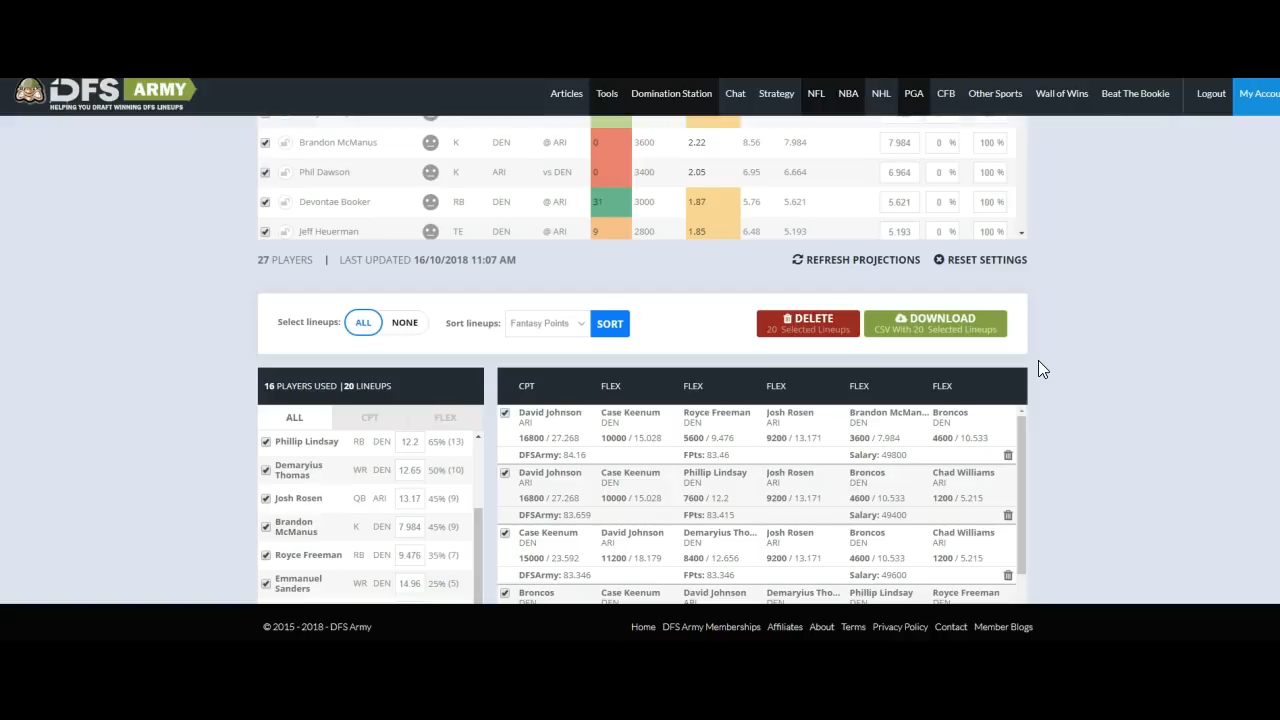 DFS ARMY
HELPING YOU DRAFT WINNING DFS LINEUPS
Articles Tools Domination Station Chat Strategy NFL NBA NHL PGA CFB Other Sports Wall of Wins Beat The Bookie Logout My Accou
Brandon McManus K DEN @ ARI 0 3600 2.22 8.56 7.984 7.984 0 % 100 %
Phil Dawson K ARI vs DEN 0 3400 2.05 6.95 6.664 6.964 0 % 100 %
Devontae Booker RB DEN @ ARI 31 3000 1.87 5.76 5.621 5.621 0 % 100 %
Jeff Heuerman TE DEN @ ARI 9 2800 1.85 6.48 5.193 5.193 0 % 100 %
27 PLAYERS | LAST UPDATED 16/10/2018 11:07 AM REFRESH PROJECTIONS RESET SETTINGS
Select lineups: ALL NONE Sort lineups: Fantasy Points SORT
DELETE
20 Selected Lineups
DOWNLOAD
CSV With 20 Selected Lineups
16 PLAYERS USED |20 LINEUPS
ALL CPT FLEX
Phillip Lindsay RB DEN 12.2 65% (13)
Demaryius
Thomas WR DEN 12.65 50% (10)
Josh Rosen QB ARI 13.17 45% (9)
Brandon
McManus K DEN 7.984 45% (9)
Royce Freeman RB DEN 9.476 35% (7)
Emmanuel
Sanders WR DEN 14.96 25% (5)
CPT FLEX FLEX FLEX FLEX FLEX
David Johnson Case Keenum Royce Freeman Josh Rosen Brandon McMan... Broncos
ARI DEN DEN ARI DEN DEN
16800 / 27.268 10000 / 15.028 5600 / 9.476 9200 / 13.171 3600 / 7.984 4600 / 10.533
DFSArmy: 84.16 FPts: 83.46 Salary: 49800
David Johnson Case Keenum Phillip Lindsay Josh Rosen Broncos Chad Williams
ARI DEN DEN ARI DEN ARI
16800 / 27.268 10000 / 15.028 7600 / 12.2 9200 / 13.171 4600 / 10.533 1200 / 5.215
DFSArmy: 83.659 FPts: 83.415 Salary: 49400
Case Keenum David Johnson Demaryius Tho... Josh Rosen Broncos Chad Williams
DEN ARI DEN ARI DEN ARI
15000 / 23.592 11200 / 18.179 8400 / 12.656 9200 / 13.171 4600 / 10.533 1200 / 5.215
DFSArmy: 83.346 FPts: 83.346 Salary: 49600
Broncos Case Keenum David Johnson Demaryius Tho... Phillip Lindsay Royce Freeman
DEN DEN ARI DEN DEN DEN
© 2015 - 2018 - DFS Army Home DFS Army Memberships Affiliates About Terms Privacy Policy Contact Member Blogs